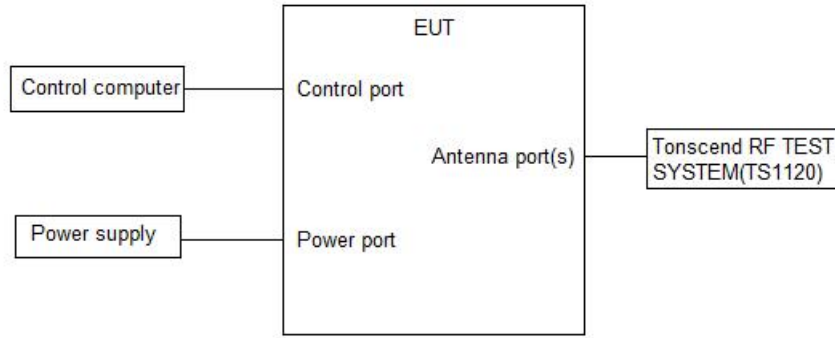 EUT
Control computer
Control port
Antenna port(s)
Tonscend RF TEST
SYSTEM(TS1120)
Power supply
Power port